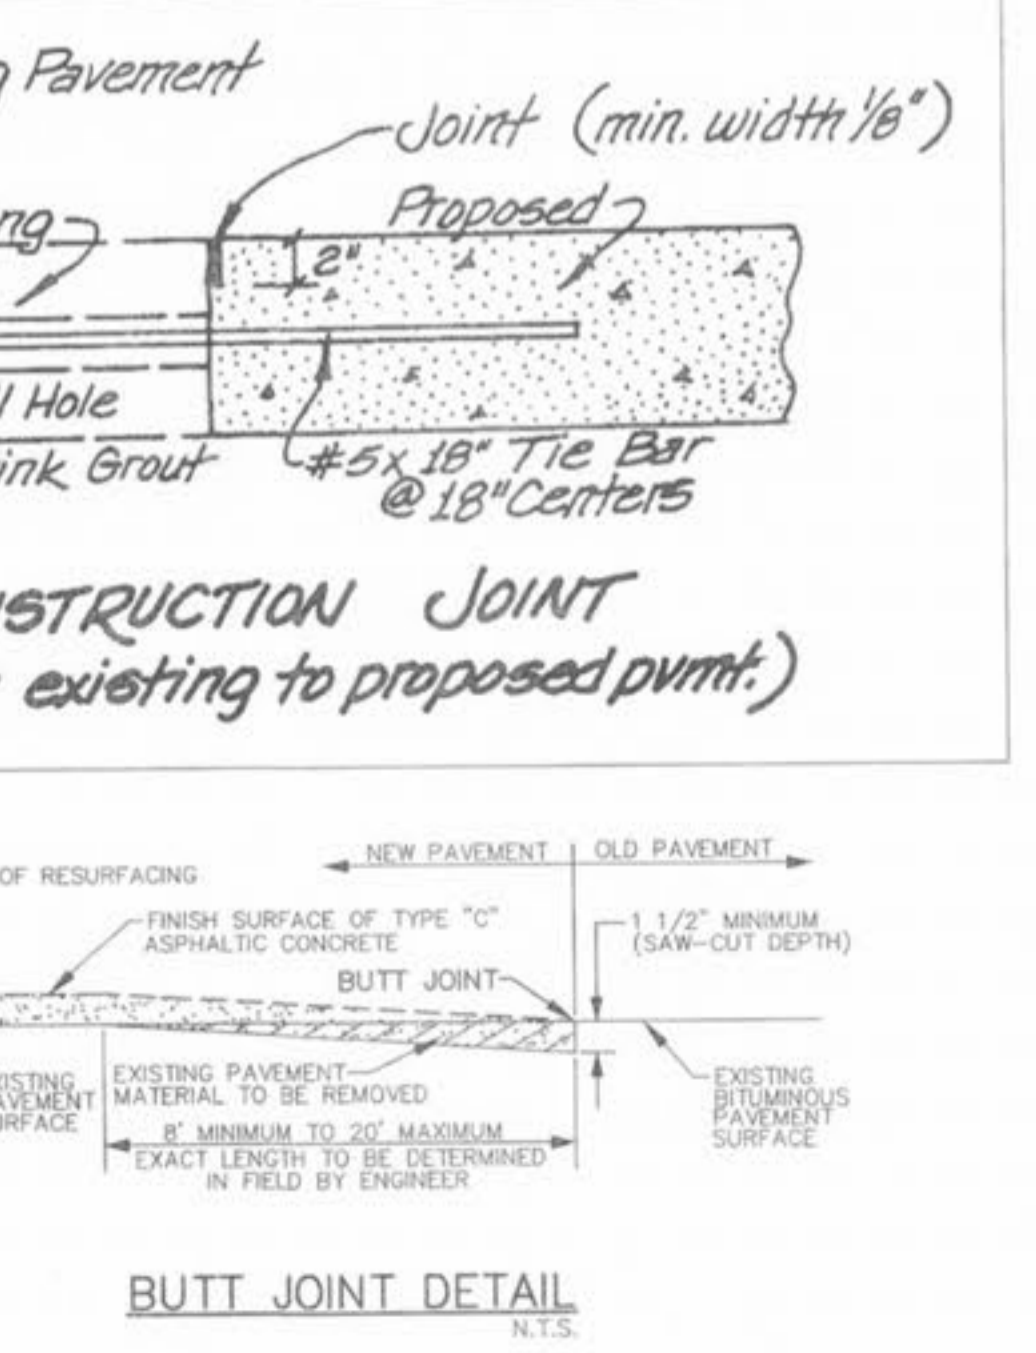 Pavement
Joint (min. width 1/8")
Proposed
2"
Hole
Grout
#5x 18" Tie Bar
@ 18" Centers
JOINT
existing to proposed pvmt.)
NEW PAVEMENT
OLD PAVEMENT
OF RESURFACING
FINISH SURFACE OF TYPE "C"
ASPHALTIC CONCRETE
1 1/2" MINIMUM
(SAW-CUT DEPTH)
BUTT JOINT
EXISTING PAVEMENT
MATERIAL TO BE REMOVED
EXISTING
BITUMINOUS
PAVEMENT
SURFACE
8' MINIMUM TO 20' MAXIMUM
EXACT LENGTH TO BE DETERMINED
IN FIELD BY ENGINEER
BUTT JOINT DETAIL
N.T.S.